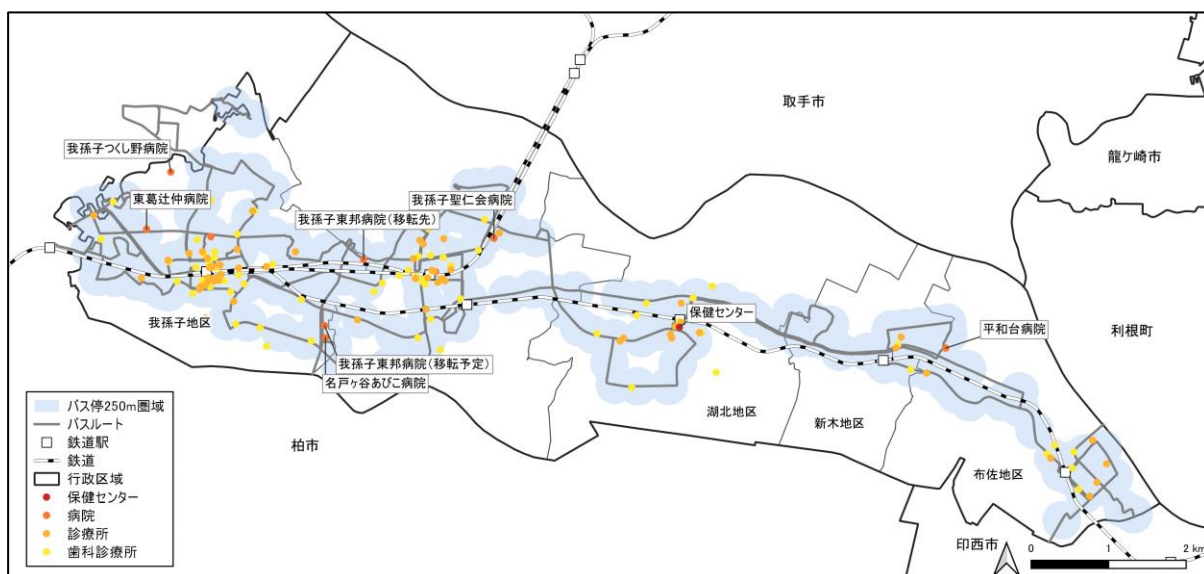 取手市
龍ケ崎市
我孫子つくし野病院
東葛辻仲病院
我孫子聖仁会病院
我孫子東邦病院(移転先)
保健センター
平和台病院
利根町
我孫子地区
我孫子東邦病院(移転予定)
名戸ヶ谷あびこ病院
湖北地区
新木地区
柏市
布佐地区
印西市
バス停250m圏域
バスルート
鉄道駅
鉄道
行政区域
保健センター
病院
診療所
歯科診療所
0 1 2 km